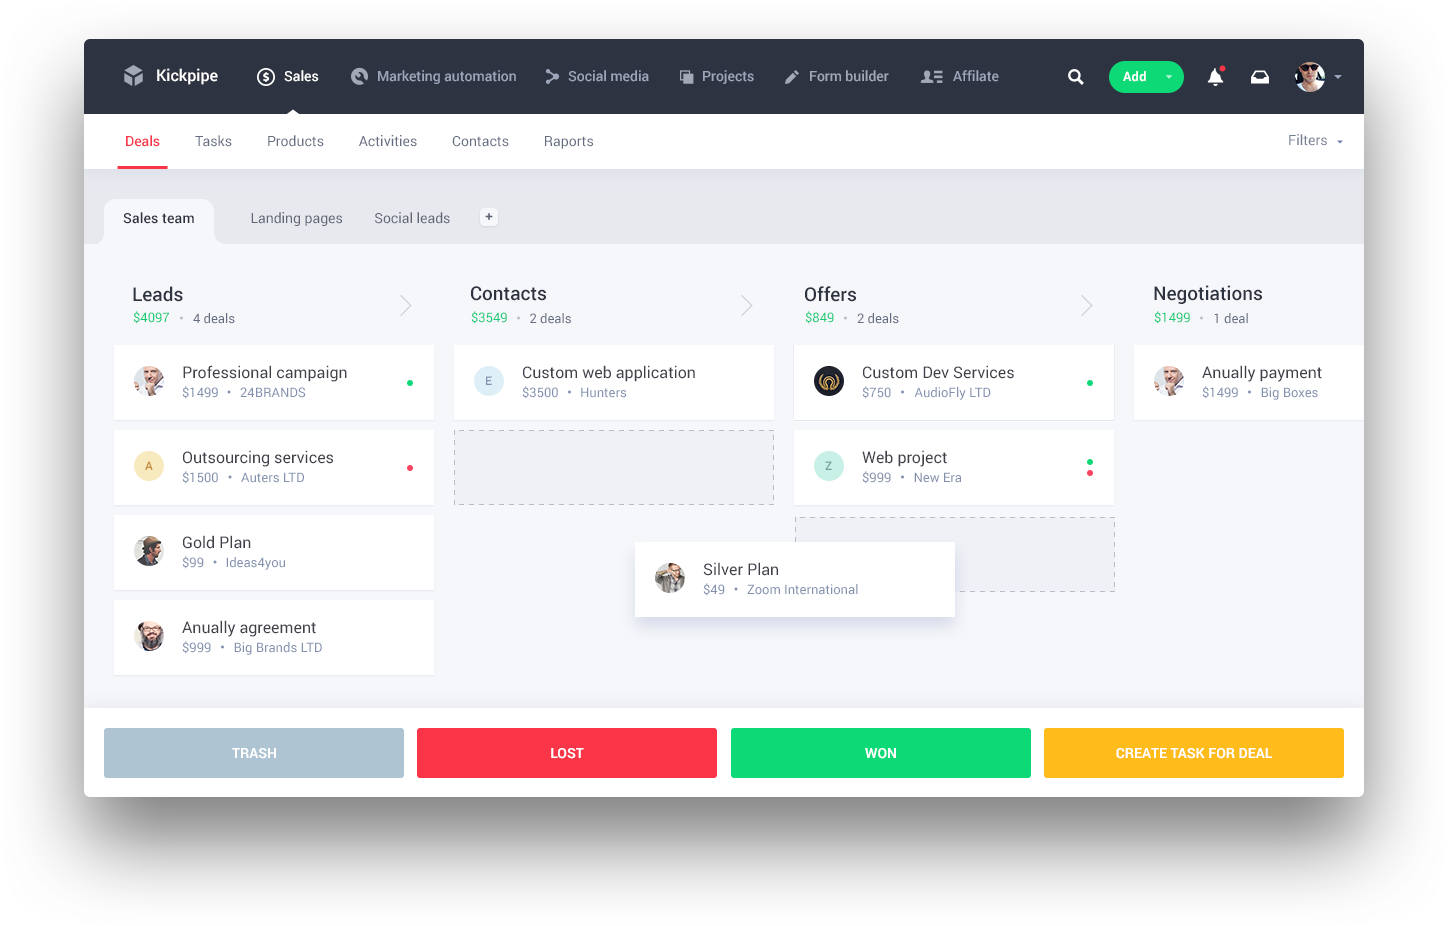 Kickpipe
Sales
Marketing automation
Social media
Projects
Form builder
Affilate
Add
Deals
Tasks
Products
Activities
Contacts
Raports
Filters
Sales team
Landing pages
Social leads
+
Leads
$4097 • 4 deals
Professional campaign
$1499 • 24BRANDS
A
Outsourcing services
$1500 • Auters LTD
Gold Plan
$99 • Ideas4you
Anually agreement
$999 • Big Brands LTD
Contacts
$3549 • 2 deals
E
Custom web application
$3500 • Hunters
Silver Plan
$49 • Zoom International
Offers
$849 • 2 deals
Custom Dev Services
$750 • AudioFly LTD
Z
Web project
$999 • New Era
Negotiations
$1499 • 1 deal
Anually payment
$1499 • Big Boxes
TRASH
LOST
WON
CREATE TASK FOR DEAL